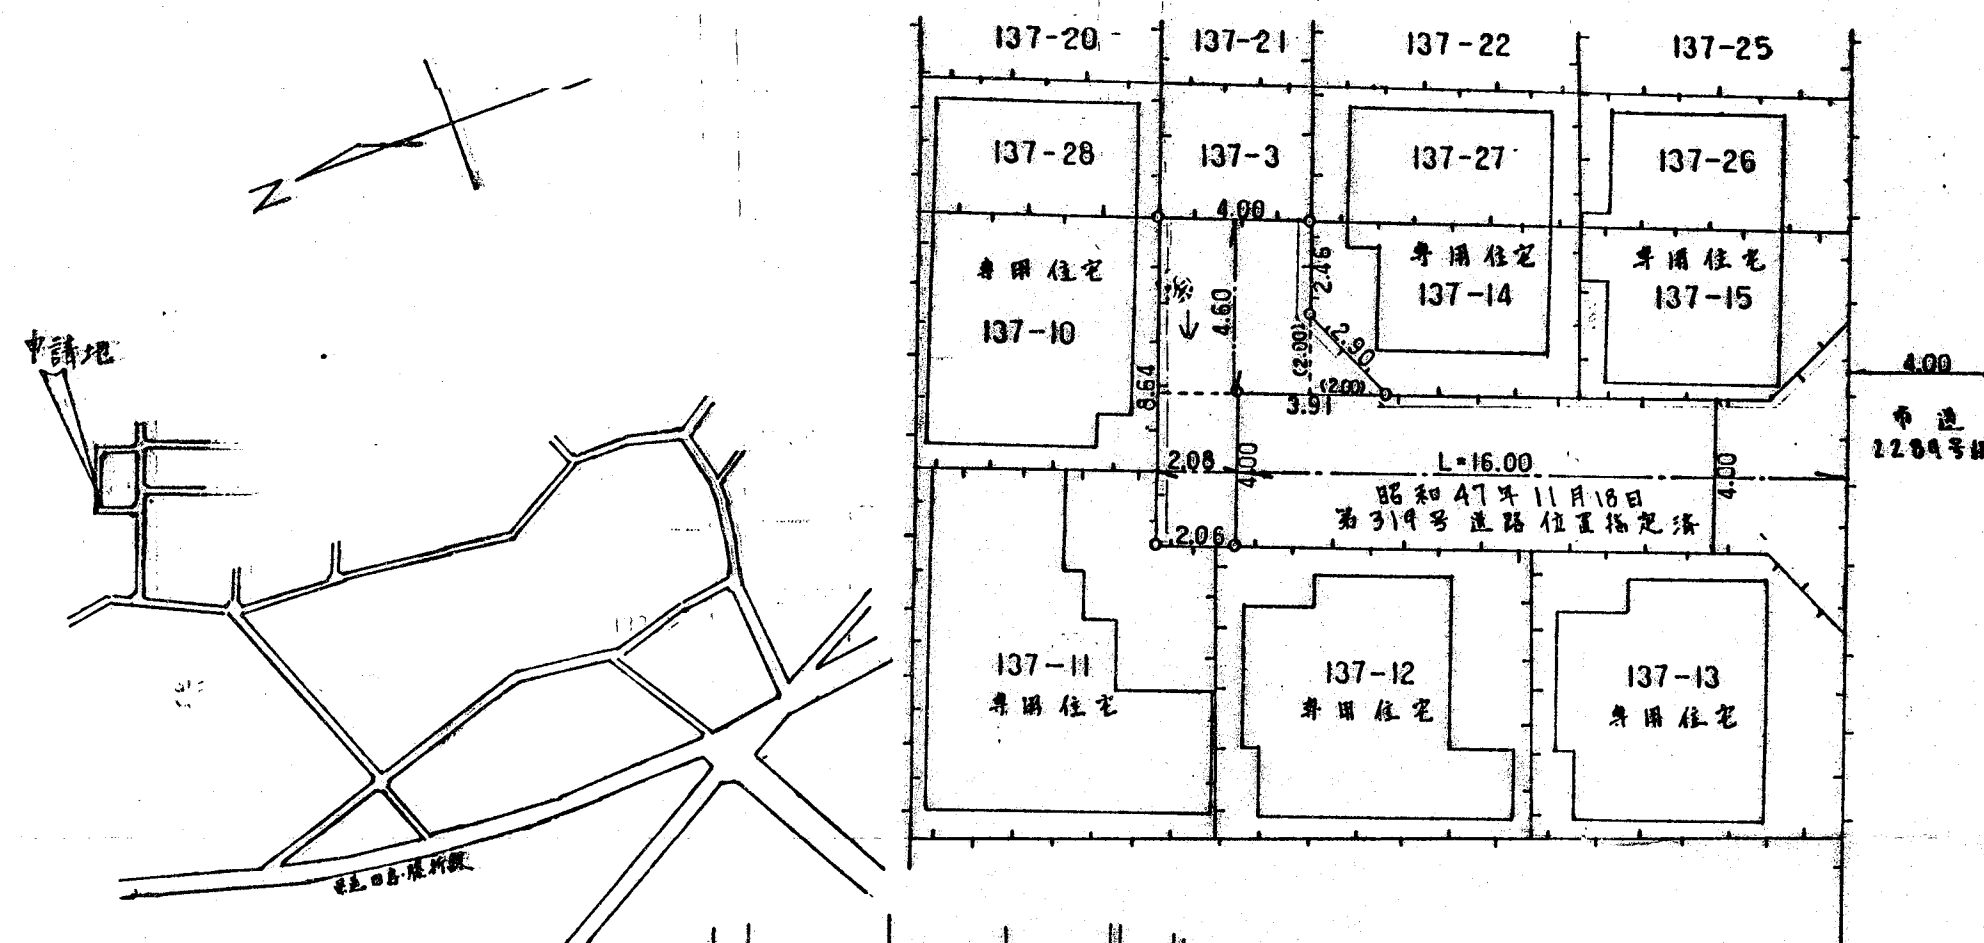 137-20
137-21
137-22
137-25
137-28
137-3
137-27
137-26
4.00
専用住宅
137-10
4.60
2.46
2.90
(2.00)
(2.00)
3.91
8.64
専用住宅
137-14
専用住宅
137-15
4.00
市道
2.08
4.00
L=16.00
4.00
昭和47年11月18日
第319号道路位置指定済
2.06
137-11
専用住宅
137-12
専用住宅
137-13
専用住宅
N
申請地